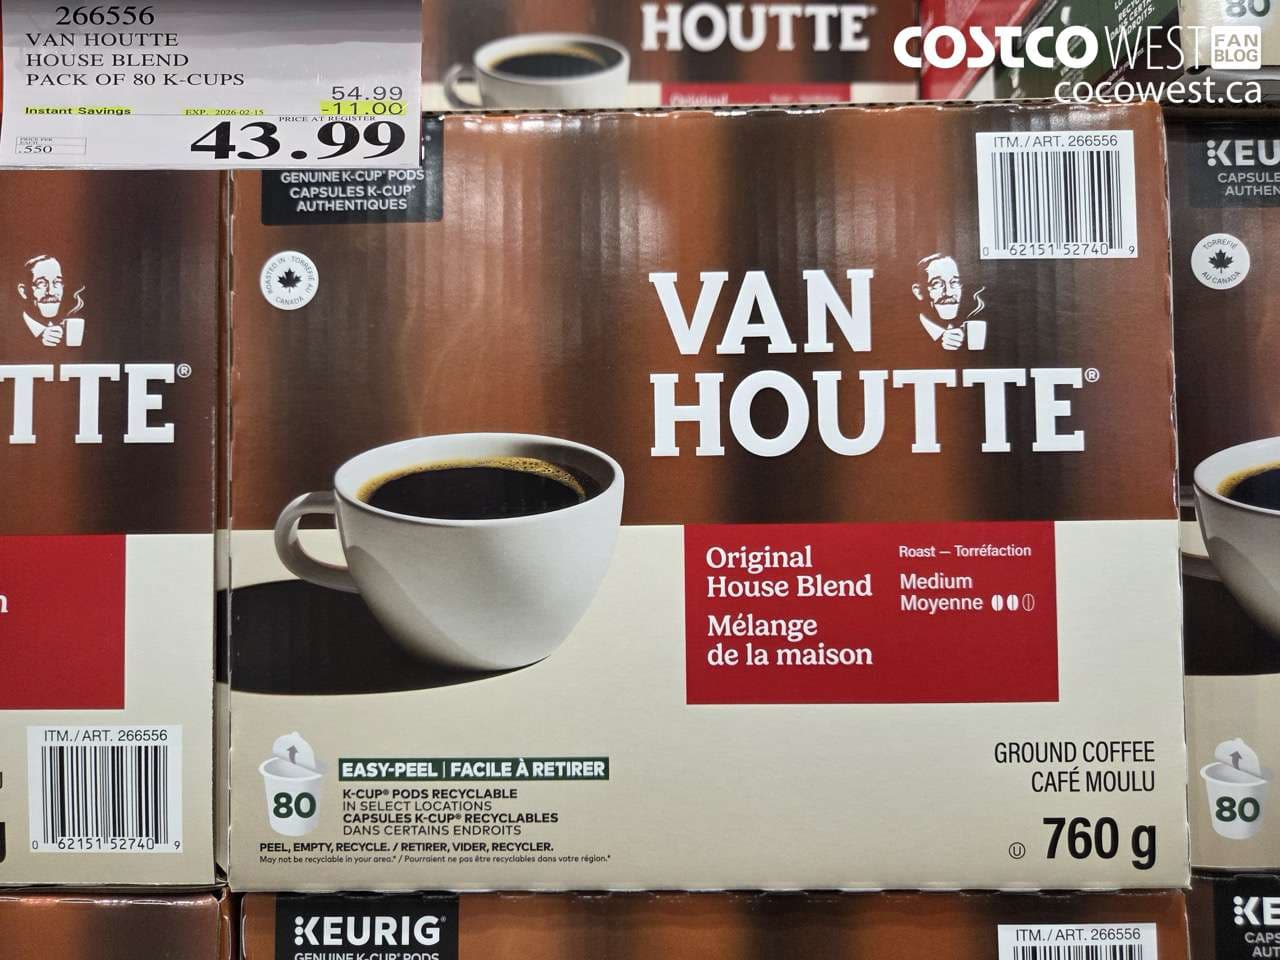 266556
VAN HOUTTE
HOUSE BLEND
PACK OF 80 K-CUPS
54.99
Instant Savings EXP. 2026-02-15 -11.00
PRICE AT REGISTER
PRICE PER
.550
43.99
HOUTTE
COSTCO WEST FAN BLOG
cocowest.ca
80
Original
GENUINE K-CUP® PODS
CAPSULES K-CUP®
AUTHENTIQUES
ROASTED IN · TORRÉFIÉ AU
CANADA
ITM./ART. 266556
0 62151 52740 9
VAN
HOUTTE®
Original
House Blend
Mélange
de la maison
Roast — Torréfaction
Medium
Moyenne
EASY-PEEL | FACILE À RETIRER
80
K-CUP® PODS RECYCLABLE
IN SELECT LOCATIONS
CAPSULES K-CUP® RECYCLABLES
DANS CERTAINS ENDROITS
PEEL, EMPTY, RECYCLE. / RETIRER, VIDER, RECYCLER.
May not be recyclable in your area.* / Pourraient ne pas être recyclables dans votre région.*
GROUND COFFEE
CAFÉ MOULU
760 g
TTE®
n
ITM./ART. 266556
0 62151 52740 9
KEU
CAPSULE
AUTHEN
TORRÉFIÉ
AU CANADA
80
KEURIG®
GENUINE K-CUP® PODS
ITM./ART. 266556
KE
CAPS
AUT